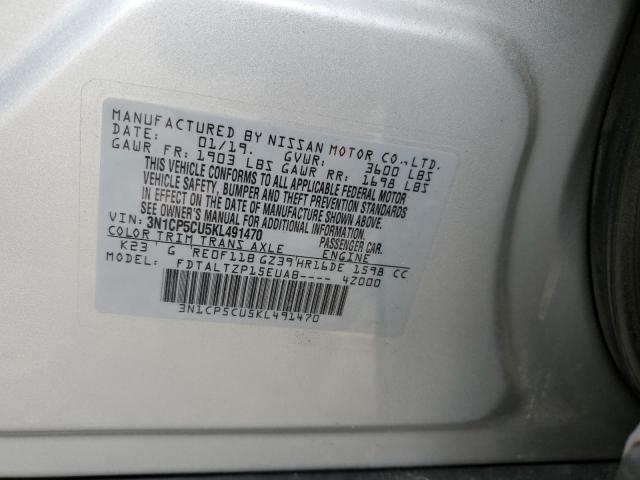 MANUFACTURED BY NISSAN MOTOR CO.,LTD.
DATE: 01/19. GVWR: 3600 LBS
GAWR FR: 1903 LBS GAWR RR: 1698 LBS
THIS VEHICLE CONFORMS TO ALL APPLICABLE FEDERAL MOTOR
VEHICLE SAFETY, BUMPER AND THEFT PREVENTION STANDARDS
IN EFFECT ON THE DATE OF MANUFACTURE SHOWN ABOVE.
SEE OWNER'S MANUAL FOR ADDITIONAL INFORMATION.
VIN: 3N1CP5CU5KL491470 PASSENGER CAR.
COLOR TRIM TRANS AXLE ENGINE
K23 G RE0F11B GZ39 HR16DE 1598 CC
MODEL: FDTALTZP15EUAB---- 4Z000
3N1CP5CU5KL491470